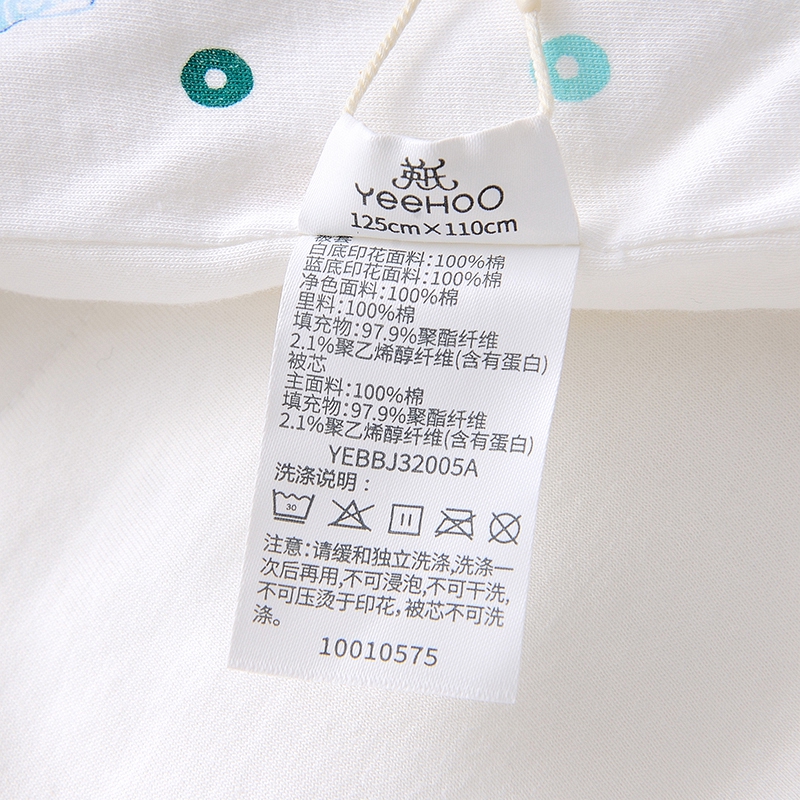 英氏
YeeHoO
125cm×110cm
白底印花面料:100%棉
蓝底印花面料:100%棉
净色面料:100%棉
里料:100%棉
填充物:97.9%聚酯纤维
2.1%聚乙烯醇纤维(含有蛋白)
被芯
主面料:100%棉
填充物:97.9%聚酯纤维
2.1%聚乙烯醇纤维(含有蛋白)
YEBBJ32005A
洗涤说明:
30
注意:请缓和独立洗涤,洗涤一
次后再用,不可浸泡,不可干洗,
不可压烫于印花,被芯不可洗
涤。
10010575